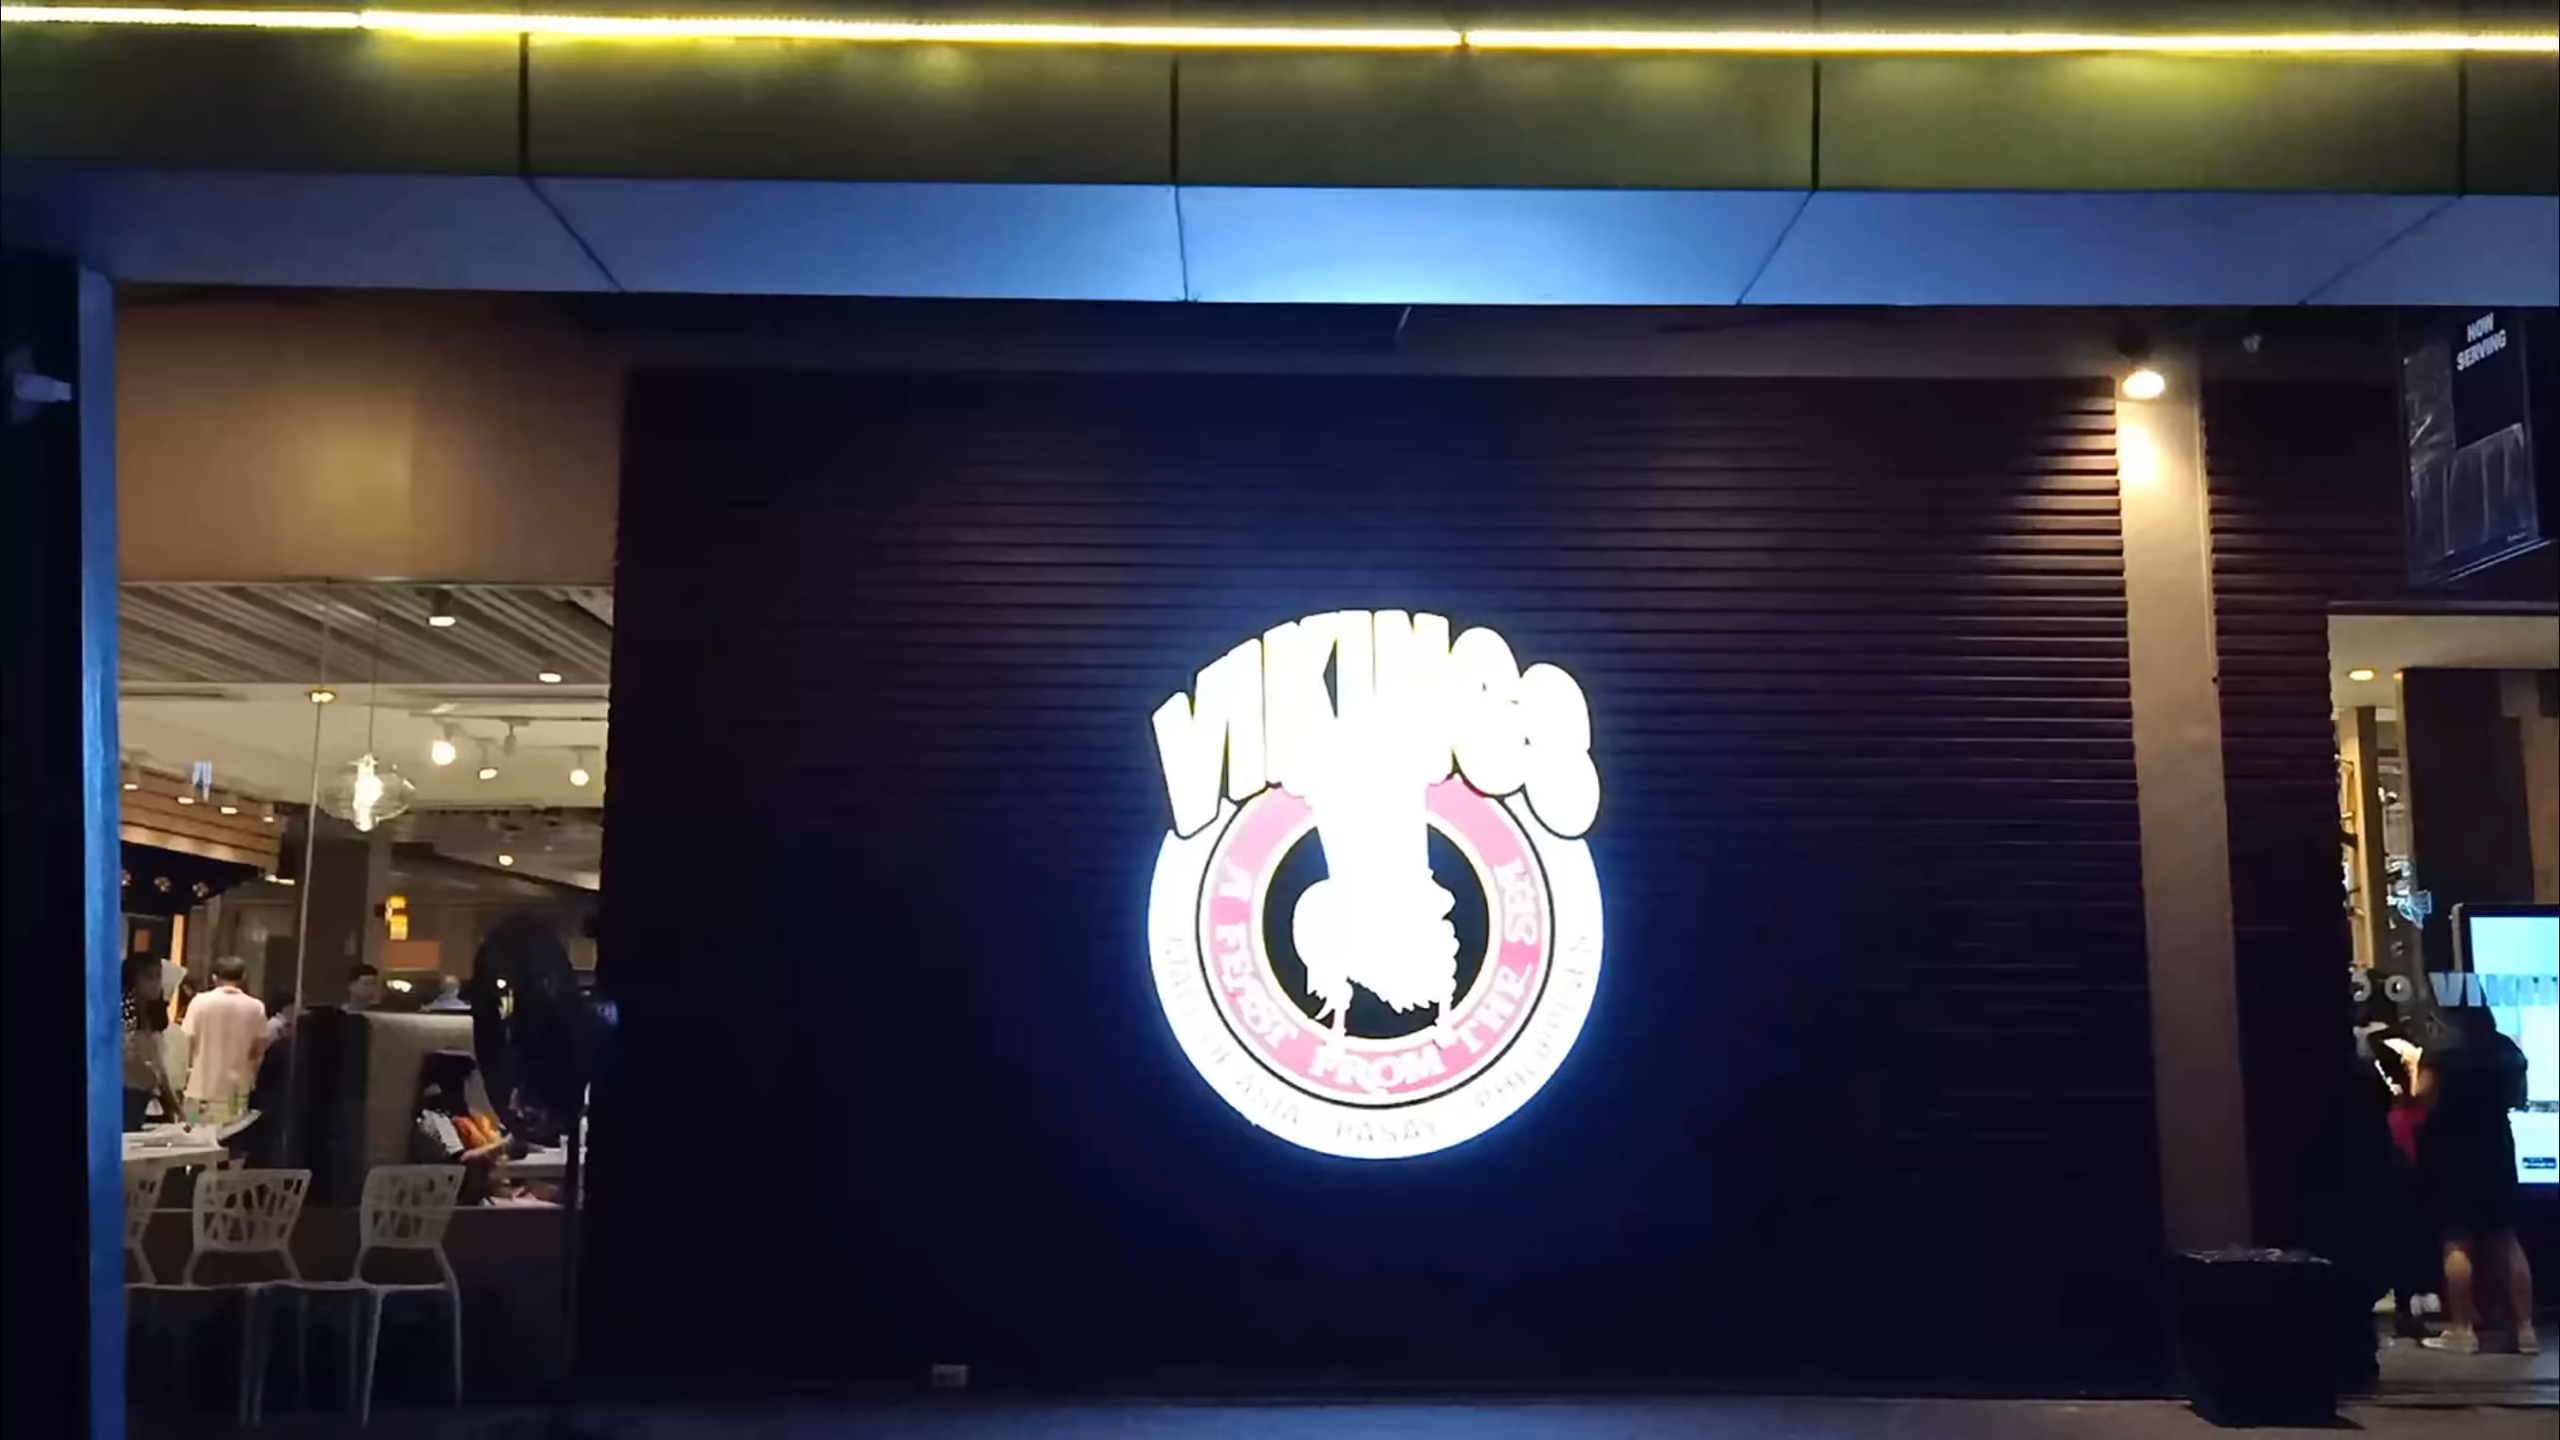 NOW
SERVING
VIKINGS
A FEAST FROM THE SEA
MALL OF ASIA PASAY PHILIPPINES